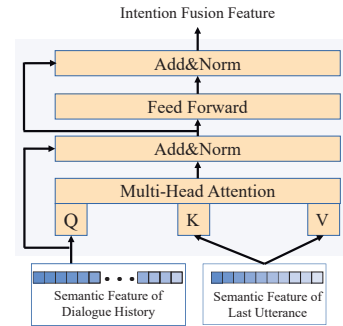 Intention Fusion Feature
Add&Norm
Feed Forward
Add&Norm
Multi-Head Attention
Q K V
Semantic Feature of
Dialogue History
Semantic Feature of
Last Utterance